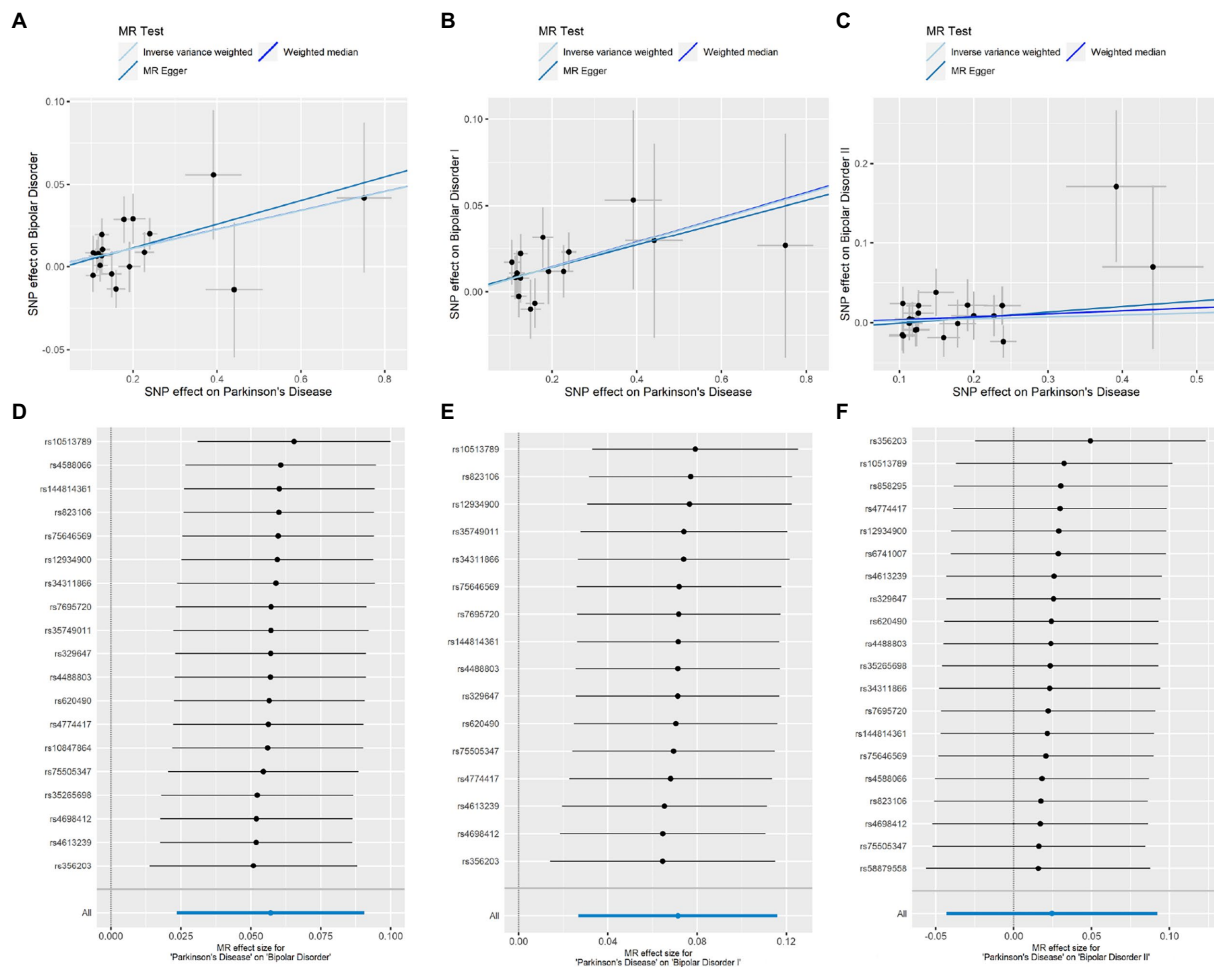 A
MR Test
Inverse variance weighted
Weighted median
MR Egger
0.10
0.05
0.00
-0.05
SNP effect on Bipolar Disorder
0.2
0.4
0.6
0.8
SNP effect on Parkinson's Disease
B
MR Test
Inverse variance weighted
Weighted median
MR Egger
0.10
0.05
0.00
SNP effect on Bipolar Disorder I
0.2
0.4
0.6
0.8
SNP effect on Parkinson's Disease
C
MR Test
Inverse variance weighted
Weighted median
MR Egger
0.2
0.1
0.0
SNP effect on Bipolar Disorder II
0.1
0.2
0.3
0.4
0.5
SNP effect on Parkinson's Disease
D
rs10513789
rs4588066
rs144814361
rs823106
rs75646569
rs12934900
rs34311866
rs7695720
rs35749011
rs329647
rs4488803
rs620490
rs4774417
rs10847864
rs75505347
rs35265698
rs4698412
rs4613239
rs356203
All
0.000
0.025
0.050
0.075
0.100
MR effect size for
'Parkinson's Disease' on 'Bipolar Disorder'
E
rs10513789
rs823106
rs12934900
rs35749011
rs34311866
rs75646569
rs7695720
rs144814361
rs4488803
rs329647
rs620490
rs75505347
rs4774417
rs4613239
rs4698412
rs356203
All
0.00
0.04
0.08
0.12
MR effect size for
'Parkinson's Disease' on 'Bipolar Disorder I'
F
rs356203
rs10513789
rs858295
rs4774417
rs12934900
rs6741007
rs4613239
rs329647
rs620490
rs4488803
rs35265698
rs34311866
rs7695720
rs144814361
rs75646569
rs4588066
rs823106
rs4698412
rs75505347
rs58879558
All
-0.05
0.00
0.05
0.10
MR effect size for
'Parkinson's Disease' on 'Bipolar Disorder II'